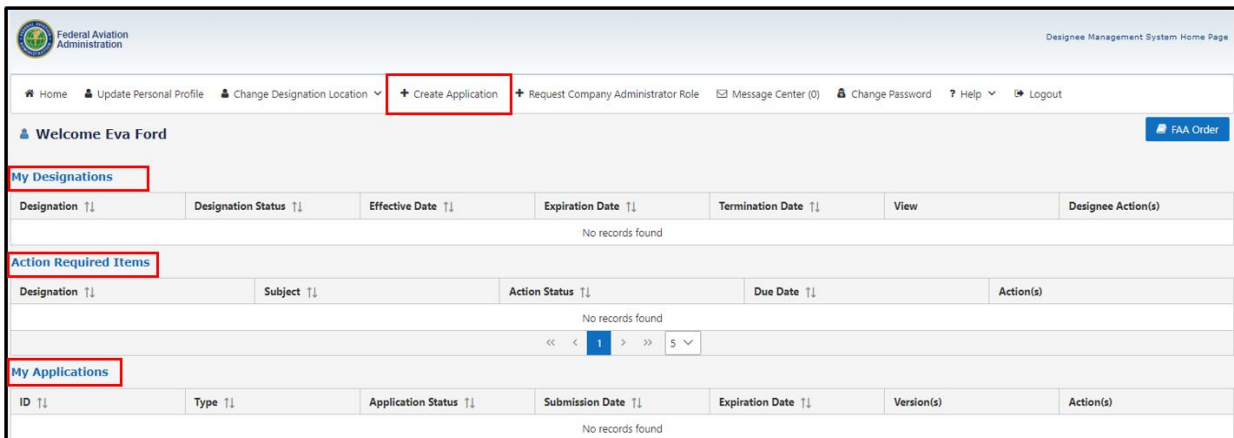 Federal Aviation
Administration
Designee Management System Home Page
Home Update Personal Profile Change Designation Location + Create Application + Request Company Administrator Role Message Center (0) Change Password ? Help Logout
Welcome Eva Ford
FAA Order
My Designations
Designation ↑↓ Designation Status ↑↓ Effective Date ↑↓ Expiration Date ↑↓ Termination Date ↑↓ View Designee Action(s)
No records found
Action Required Items
Designation ↑↓ Subject ↑↓ Action Status ↑↓ Due Date ↑↓ Action(s)
No records found
<< < 1 > >> 5
My Applications
ID ↑↓ Type ↑↓ Application Status ↑↓ Submission Date ↑↓ Expiration Date ↑↓ Version(s) Action(s)
No records found